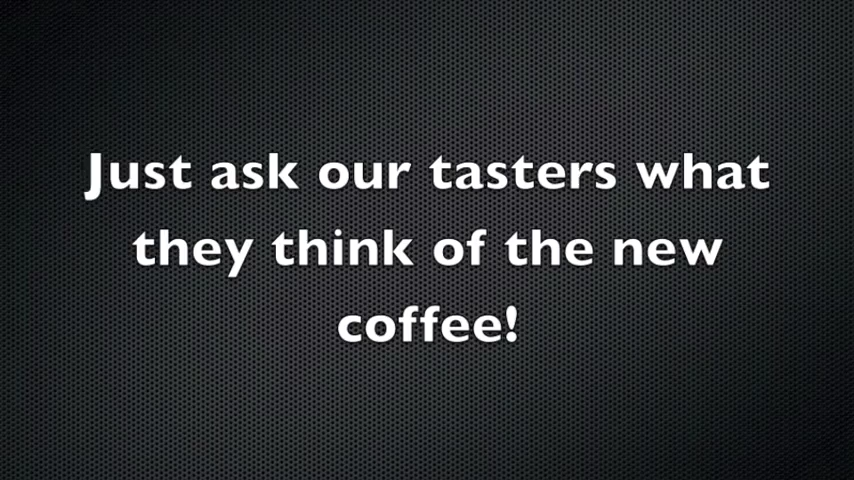 Just ask our tasters what
they think of the new
coffee!